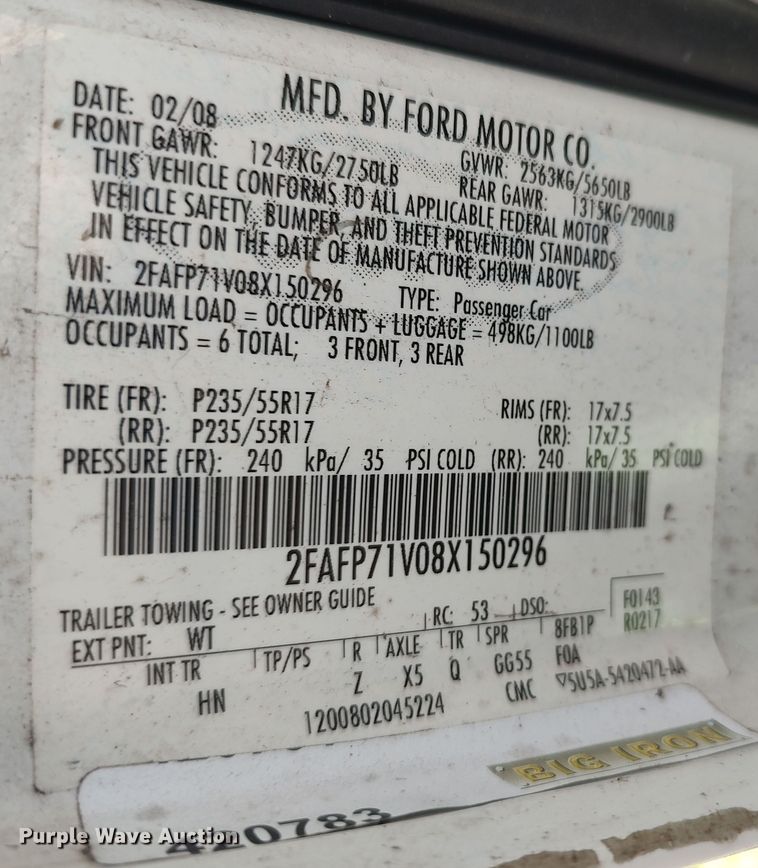 MFD. BY FORD MOTOR CO.
DATE: 02/08 GVWR: 2563KG/5650LB
FRONT GAWR: 1247KG/2750LB REAR GAWR: 1315KG/2900LB
THIS VEHICLE CONFORMS TO ALL APPLICABLE FEDERAL MOTOR
VEHICLE SAFETY, BUMPER, AND THEFT PREVENTION STANDARDS
IN EFFECT ON THE DATE OF MANUFACTURE SHOWN ABOVE.
VIN: 2FAFP71V08X150296 TYPE: Passenger Car
MAXIMUM LOAD = OCCUPANTS + LUGGAGE = 498KG/1100LB
OCCUPANTS = 6 TOTAL; 3 FRONT, 3 REAR
TIRE (FR): P235/55R17 RIMS (FR): 17x7.5
(RR): P235/55R17 (RR): 17x7.5
PRESSURE (FR): 240 kPa/ 35 PSI COLD (RR): 240 kPa/ 35 PSI COLD
2FAFP71V08X150296
TRAILER TOWING - SEE OWNER GUIDE
F0143
EXT PNT: WT RC: 53 DSO: R0217
INT TR TP/PS R AXLE TR SPR 8FB1P
HN Z X5 Q GG55 FOA
1200802045224 CMC ▽5U5A-5420472-AA
BIG IRON
420783
Purple Wave Auction